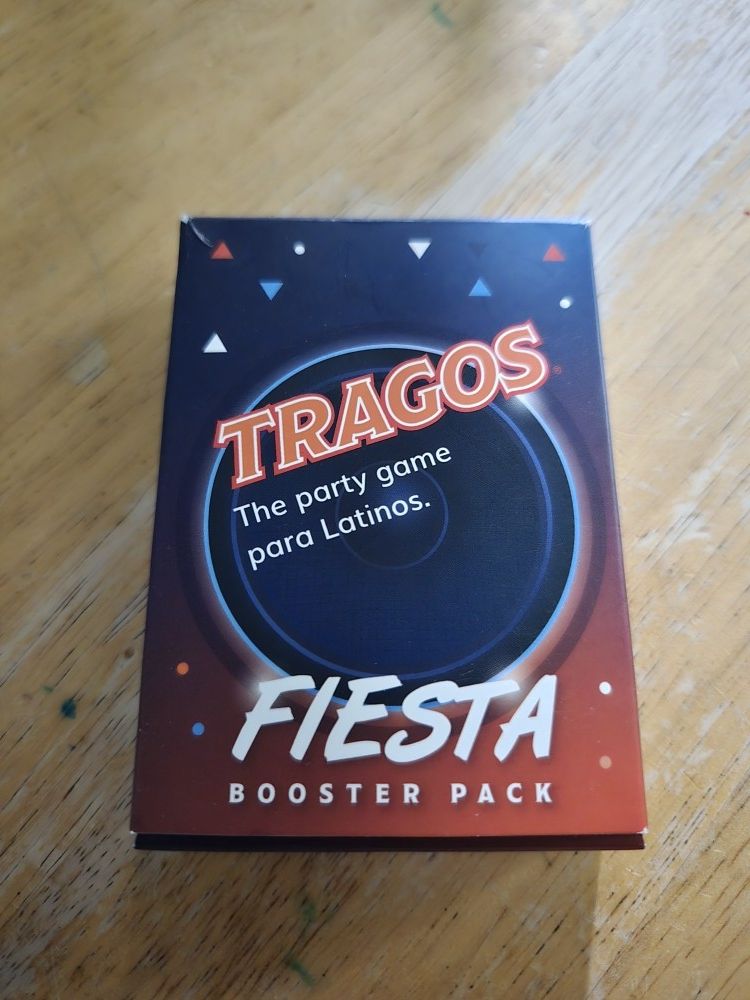 TRAGOS®
The party game
para Latinos.
FIESTA
BOOSTER PACK